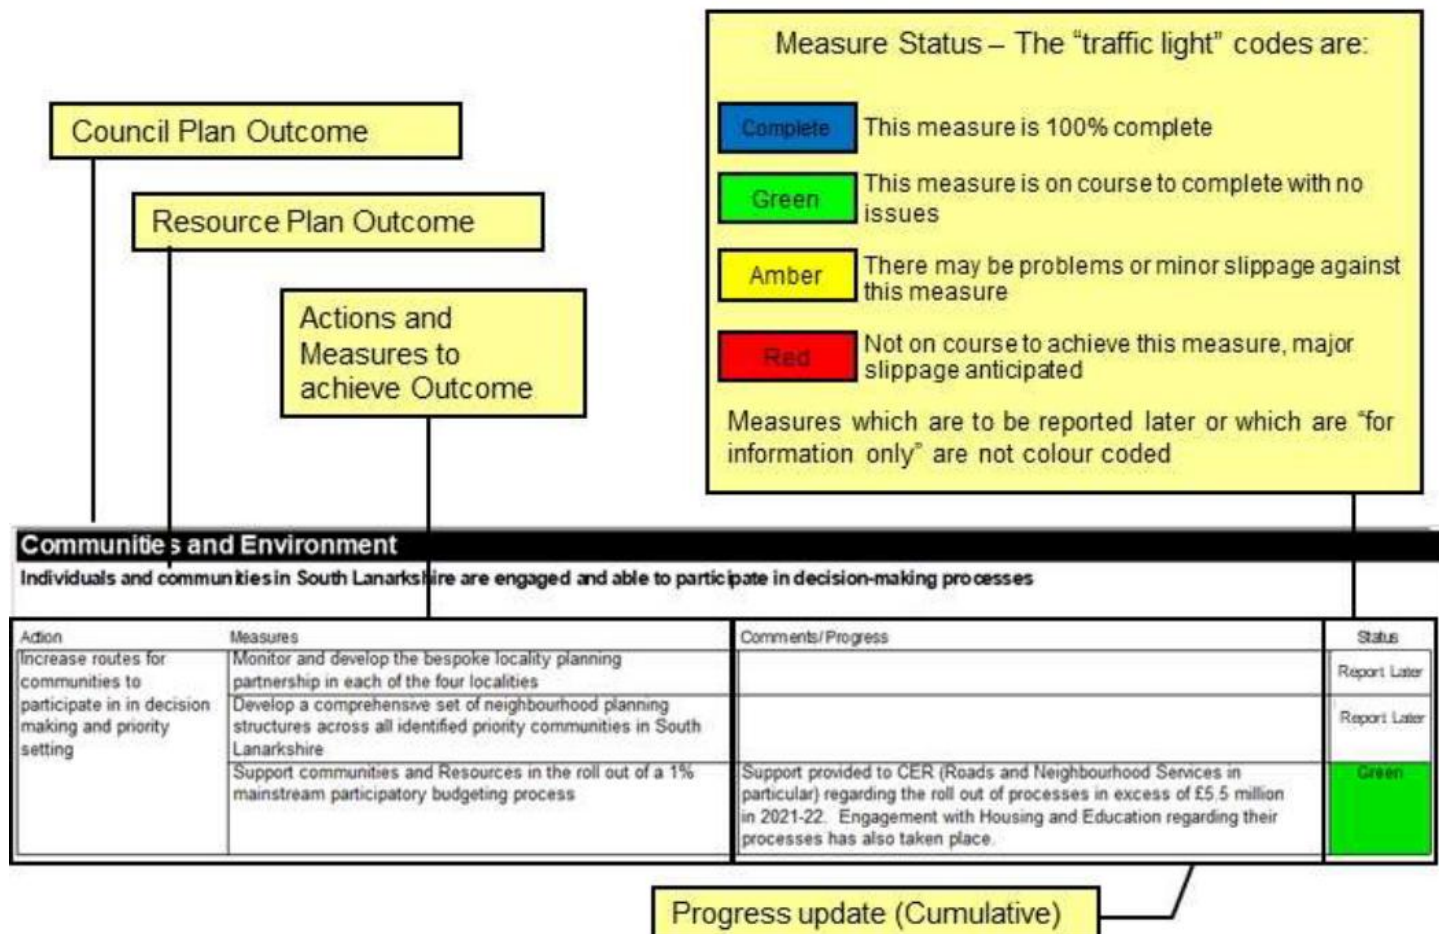 Measure Status – The “traffic light” codes are:
Complete
This measure is 100% complete
Green
This measure is on course to complete with no
issues
Amber
There may be problems or minor slippage against
this measure
Red
Not on course to achieve this measure, major
slippage anticipated
Measures which are to be reported later or which are “for
information only” are not colour coded
Council Plan Outcome
Resource Plan Outcome
Actions and
Measures to
achieve Outcome
Communities and Environment
Individuals and communities in South Lanarkshire are engaged and able to participate in decision-making processes
Action
Measures
Comments/Progress
Status
Increase routes for
communities to
participate in in decision
making and priority
setting
Monitor and develop the bespoke locality planning
partnership in each of the four localities
Report Later
Develop a comprehensive set of neighbourhood planning
structures across all identified priority communities in South
Lanarkshire
Report Later
Support communities and Resources in the roll out of a 1%
mainstream participatory budgeting process
Support provided to CER (Roads and Neighbourhood Services in
particular) regarding the roll out of processes in excess of £5.5 million
in 2021-22. Engagement with Housing and Education regarding their
processes has also taken place.
Green
Progress update (Cumulative)